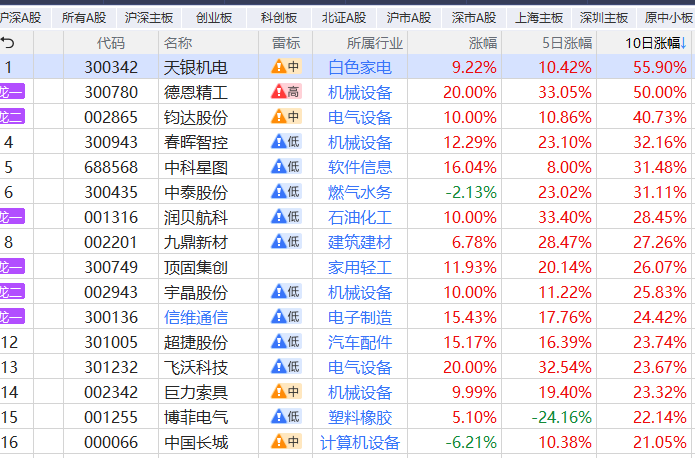 沪深A股 所有A股 沪深主板 创业板 科创板 北证A股 沪市A股 深市A股 上海主板 深圳主板 原中小板
代码 名称 雷标 所属行业 涨幅 5日涨幅 10日涨幅↓
1 300342 天银机电 中 白色家电 9.22% 10.42% 55.90%
龙一 300780 德恩精工 高 机械设备 20.00% 33.05% 50.00%
龙二 002865 钧达股份 中 电气设备 10.00% 10.86% 40.73%
4 300943 春晖智控 低 机械设备 12.29% 23.10% 32.16%
5 688568 中科星图 低 软件信息 16.04% 8.00% 31.48%
6 300435 中泰股份 低 燃气水务 -2.13% 23.02% 31.11%
龙一 001316 润贝航科 低 石油化工 10.00% 33.40% 28.45%
8 002201 九鼎新材 低 建筑建材 6.78% 28.47% 27.26%
龙一 300749 顶固集创 家用轻工 11.93% 20.14% 26.07%
龙二 002943 宇晶股份 低 机械设备 10.00% 11.22% 25.83%
龙一 300136 信维通信 低 电子制造 15.43% 17.76% 24.42%
12 301005 超捷股份 低 汽车配件 15.17% 16.39% 23.74%
13 301232 飞沃科技 低 电气设备 20.00% 32.54% 23.67%
14 002342 巨力索具 中 机械设备 9.99% 19.40% 23.32%
15 001255 博菲电气 低 塑料橡胶 5.10% -24.16% 22.14%
16 000066 中国长城 中 计算机设备 -6.21% 10.38% 21.05%